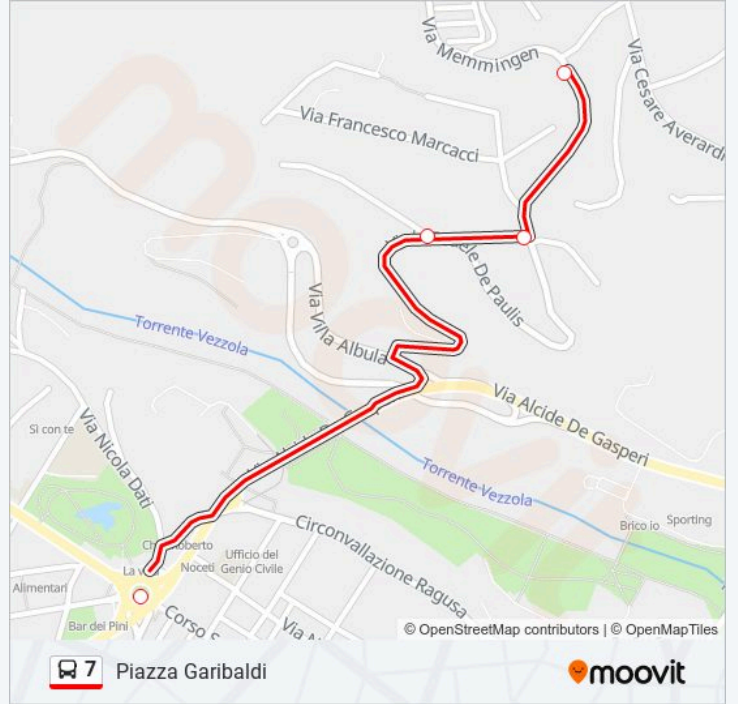 Via Memmingen
Via Cesare Averardi
Via Francesco Marcacci
De Paulis
Via Villa Albula
Torrente Vezzola
Via Alcide De Gasperi
Sì con te
Via Nicola Dati
Torrente Vezzola
Brico io
Sporting
Circonvallazione Ragusa
Roberto
Noceti
Ufficio del
Genio Civile
Alimentari
Bar dei Pini
Corso S
© OpenStreetMap contributors | © OpenMapTiles
7 Piazza Garibaldi
moovit